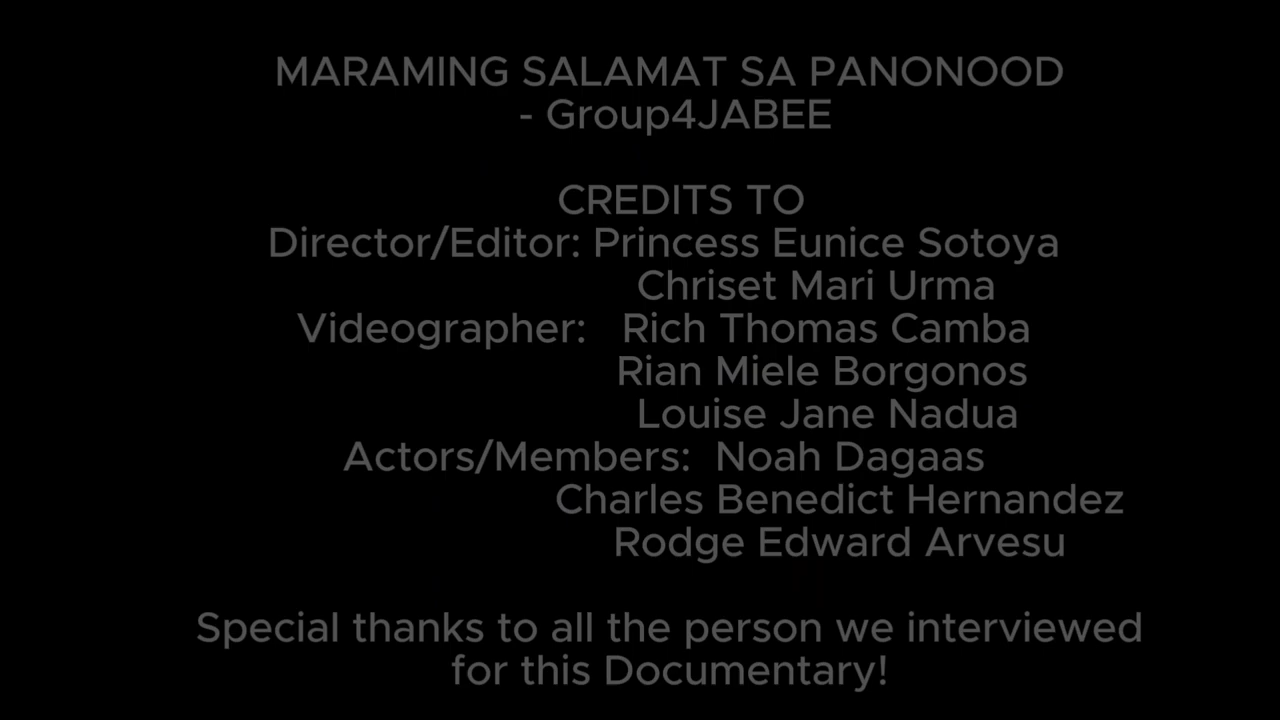 MARAMING SALAMAT SA PANONOOD
- Group4JABEE
CREDITS TO
Director/Editor: Princess Eunice Sotoya
Chriset Mari Urma
Videographer: Rich Thomas Camba
Rian Miele Borgonos
Louise Jane Nadua
Actors/Members: Noah Dagaas
Charles Benedict Hernandez
Rodge Edward Arvesu
Special thanks to all the person we interviewed
for this Documentary!